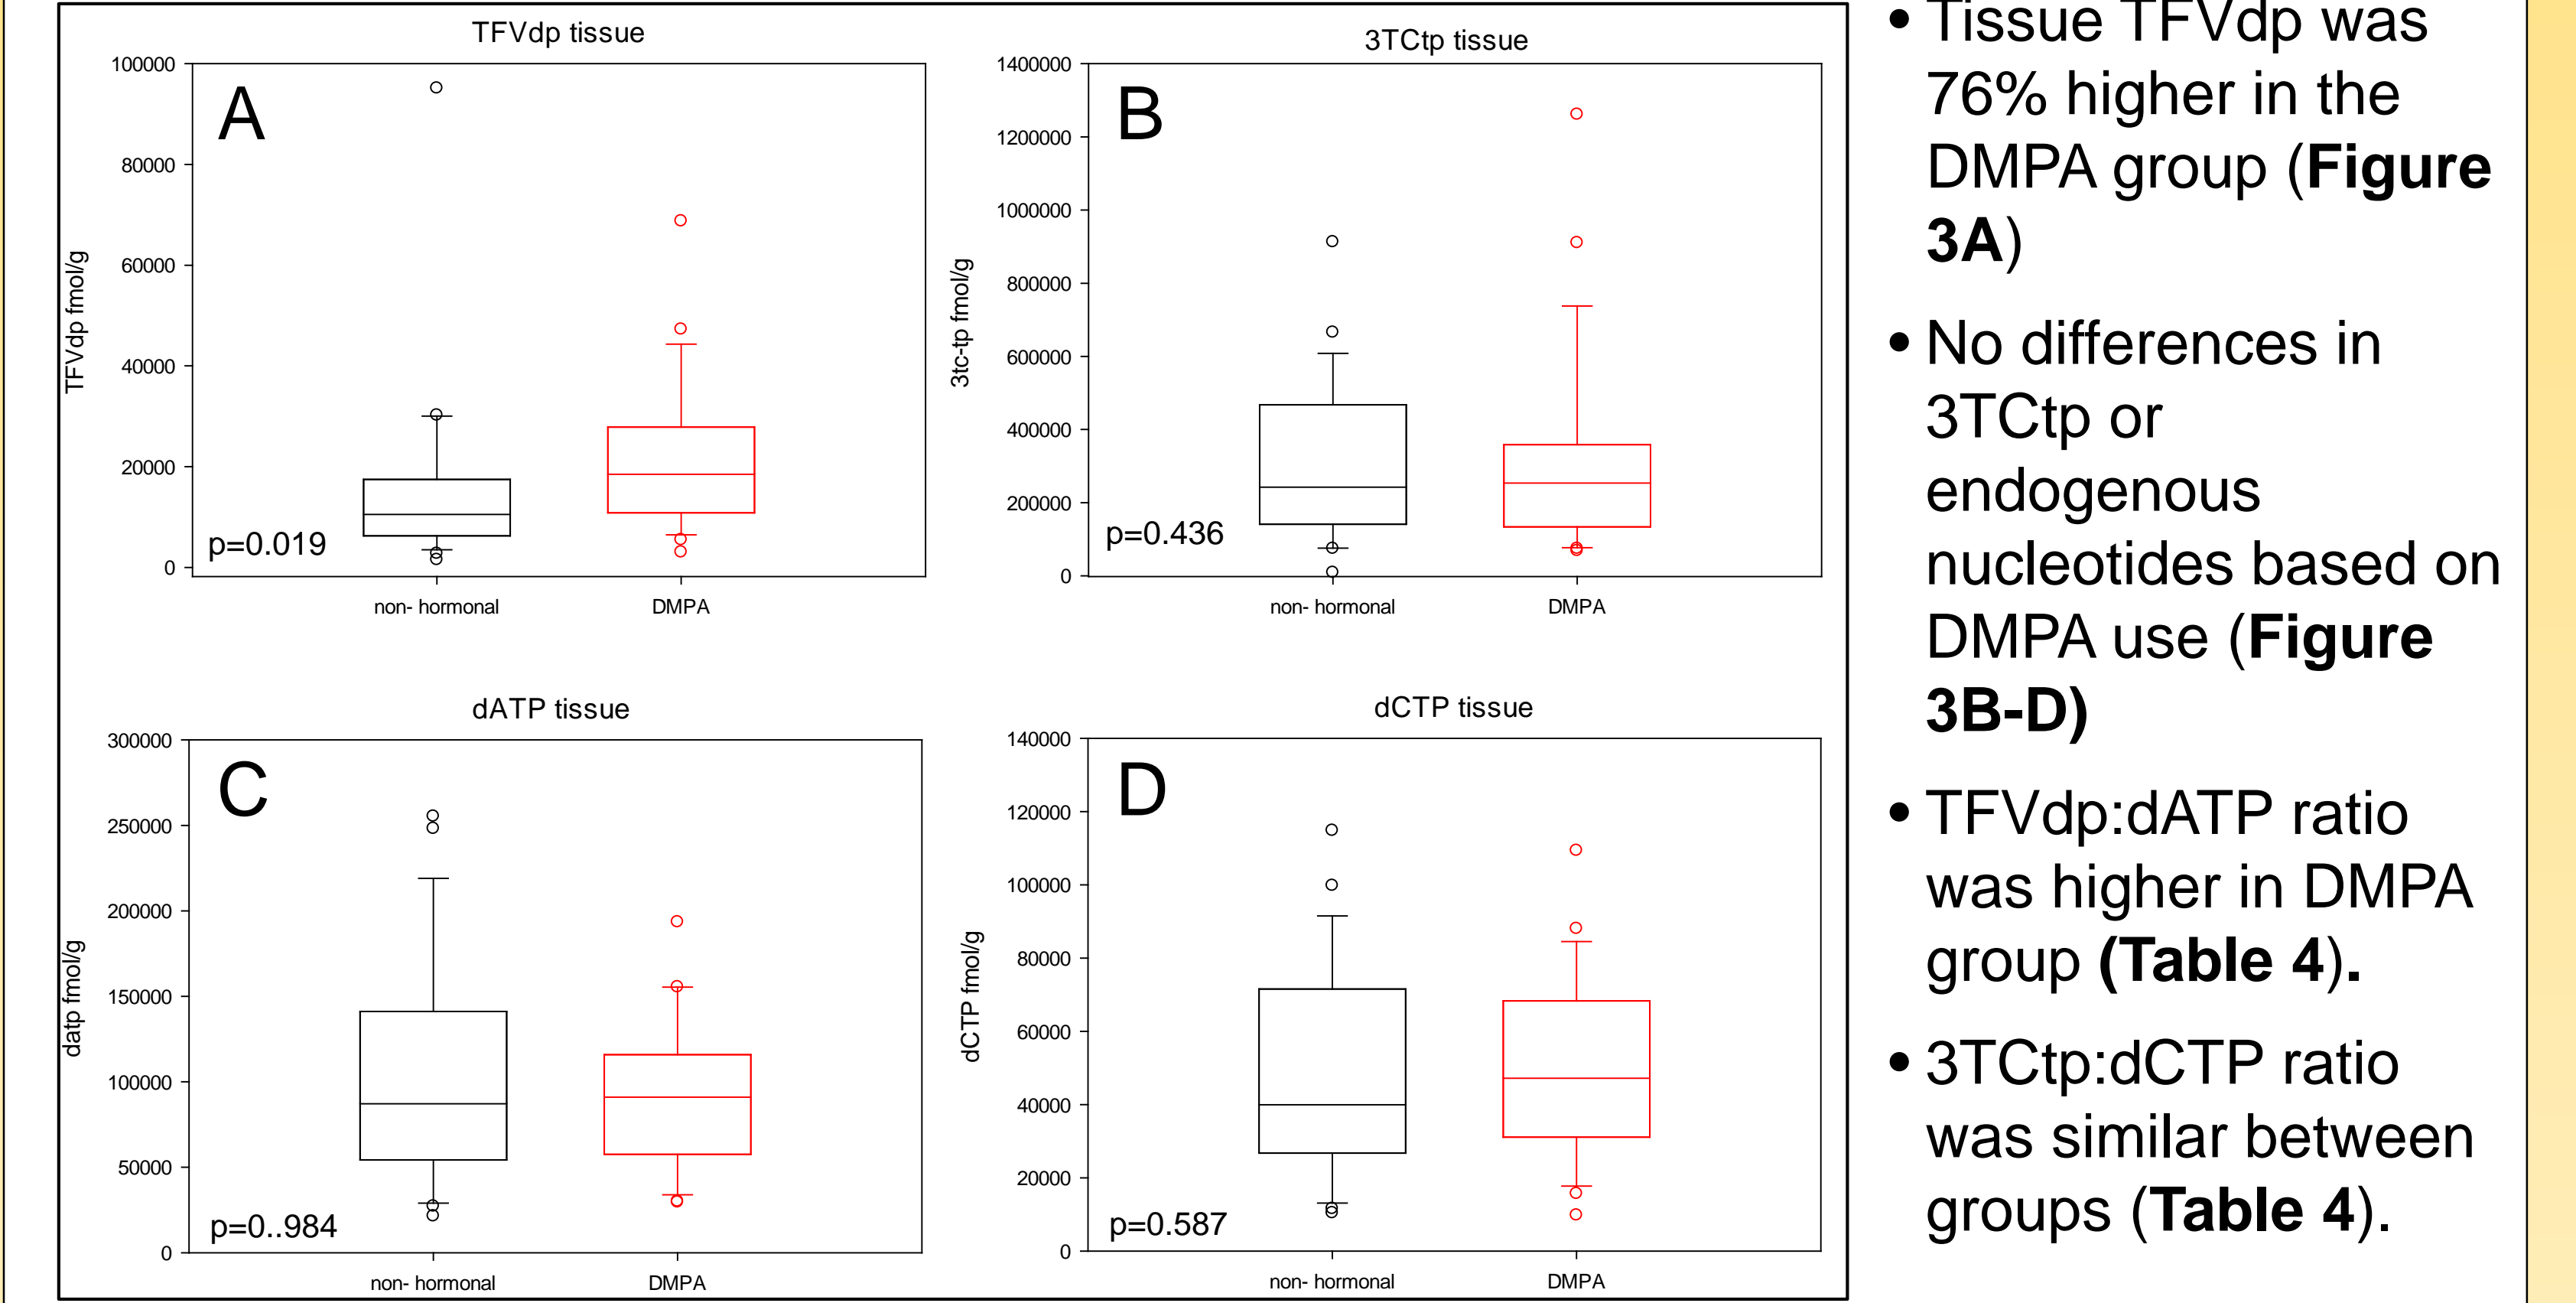 TFVdp tissue
100000
80000
60000
40000
20000
0
TFVdp fmol/g
A
p=0.019
non- hormonal
DMPA
3TCtp tissue
1400000
1200000
1000000
800000
600000
400000
200000
0
3tc-tp fmol/g
B
p=0.436
non- hormonal
DMPA
dATP tissue
300000
250000
200000
150000
100000
50000
0
datp fmol/g
C
p=0..984
non- hormonal
DMPA
dCTP tissue
140000
120000
100000
80000
60000
40000
20000
0
dCTP fmol/g
D
p=0.587
non- hormonal
DMPA
• Tissue TFVdp was
76% higher in the
DMPA group (Figure
3A)
• No differences in
3TCtp or
endogenous
nucleotides based on
DMPA use (Figure
3B-D)
• TFVdp:dATP ratio
was higher in DMPA
group (Table 4).
• 3TCtp:dCTP ratio
was similar between
groups (Table 4).